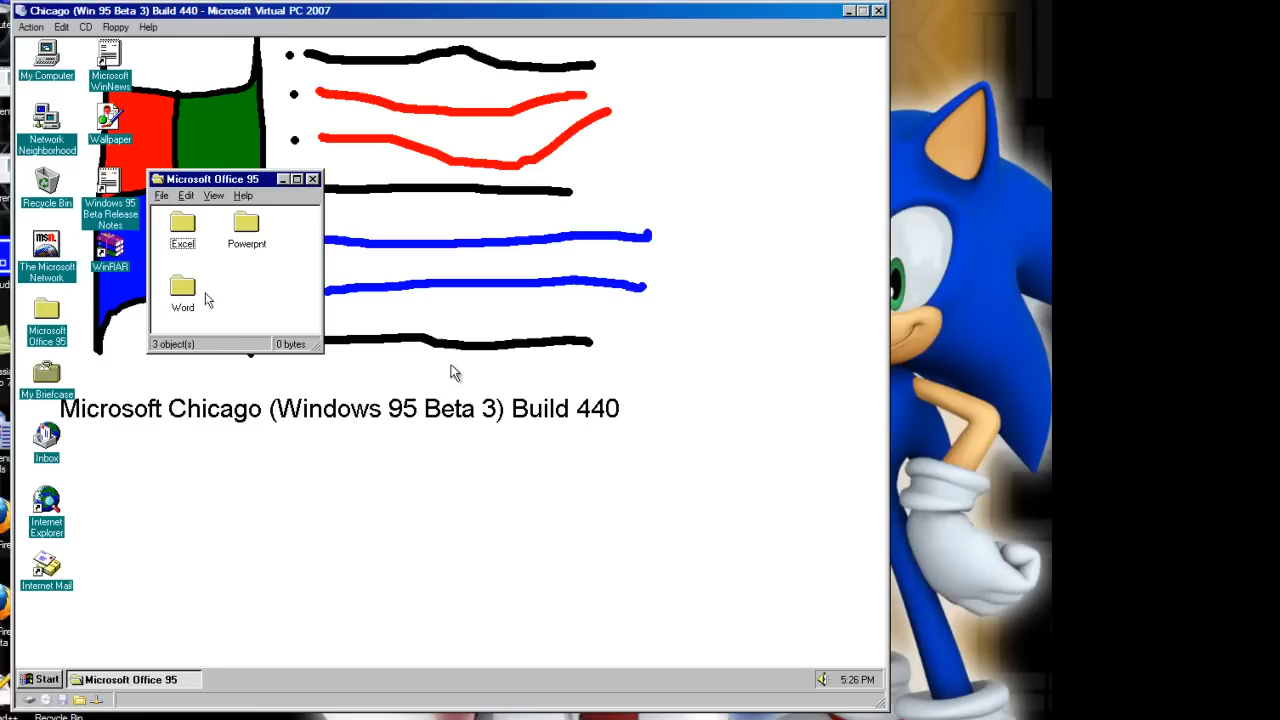 Chicago (Win 95 Beta 3) Build 440 - Microsoft Virtual PC 2007
Action Edit CD Floppy Help
My Computer
Microsoft
WinNews
Network
Neighborhood
Wallpaper
Recycle Bin
Windows 95
Beta Release
Notes
The Microsoft
Network
msn
WinRAR
Microsoft
Office 95
My Briefcase
Inbox
Internet
Explorer
Internet Mail
Microsoft Office 95
File Edit View Help
Excel
Powerpnt
Word
3 object(s)
0 bytes
Microsoft Chicago (Windows 95 Beta 3) Build 440
Start
Microsoft Office 95
5:26 PM
Recycle Bin